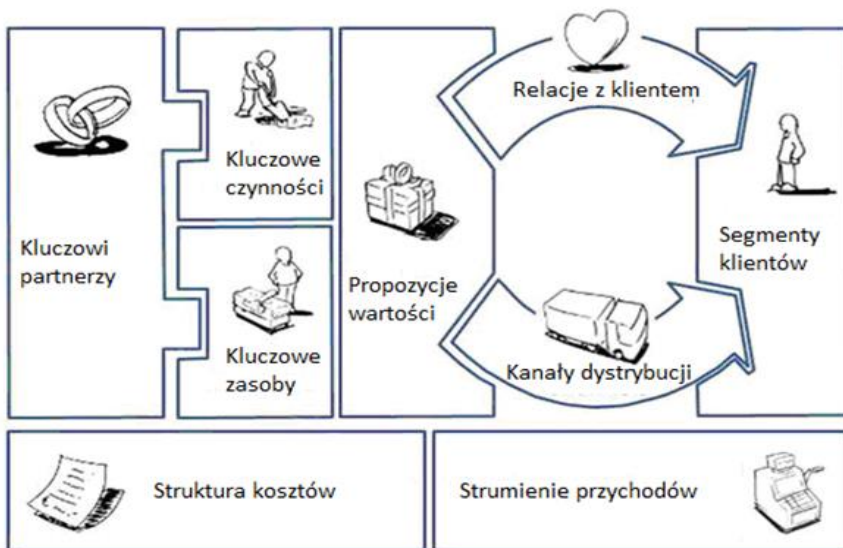 Kluczowi
partnerzy
Kluczowe
czynności
Kluczowe
zasoby
Propozycje
wartości
Relacje z klientem
Kanały dystrybucji
Segmenty
klientów
Struktura kosztów
Strumienie przychodów